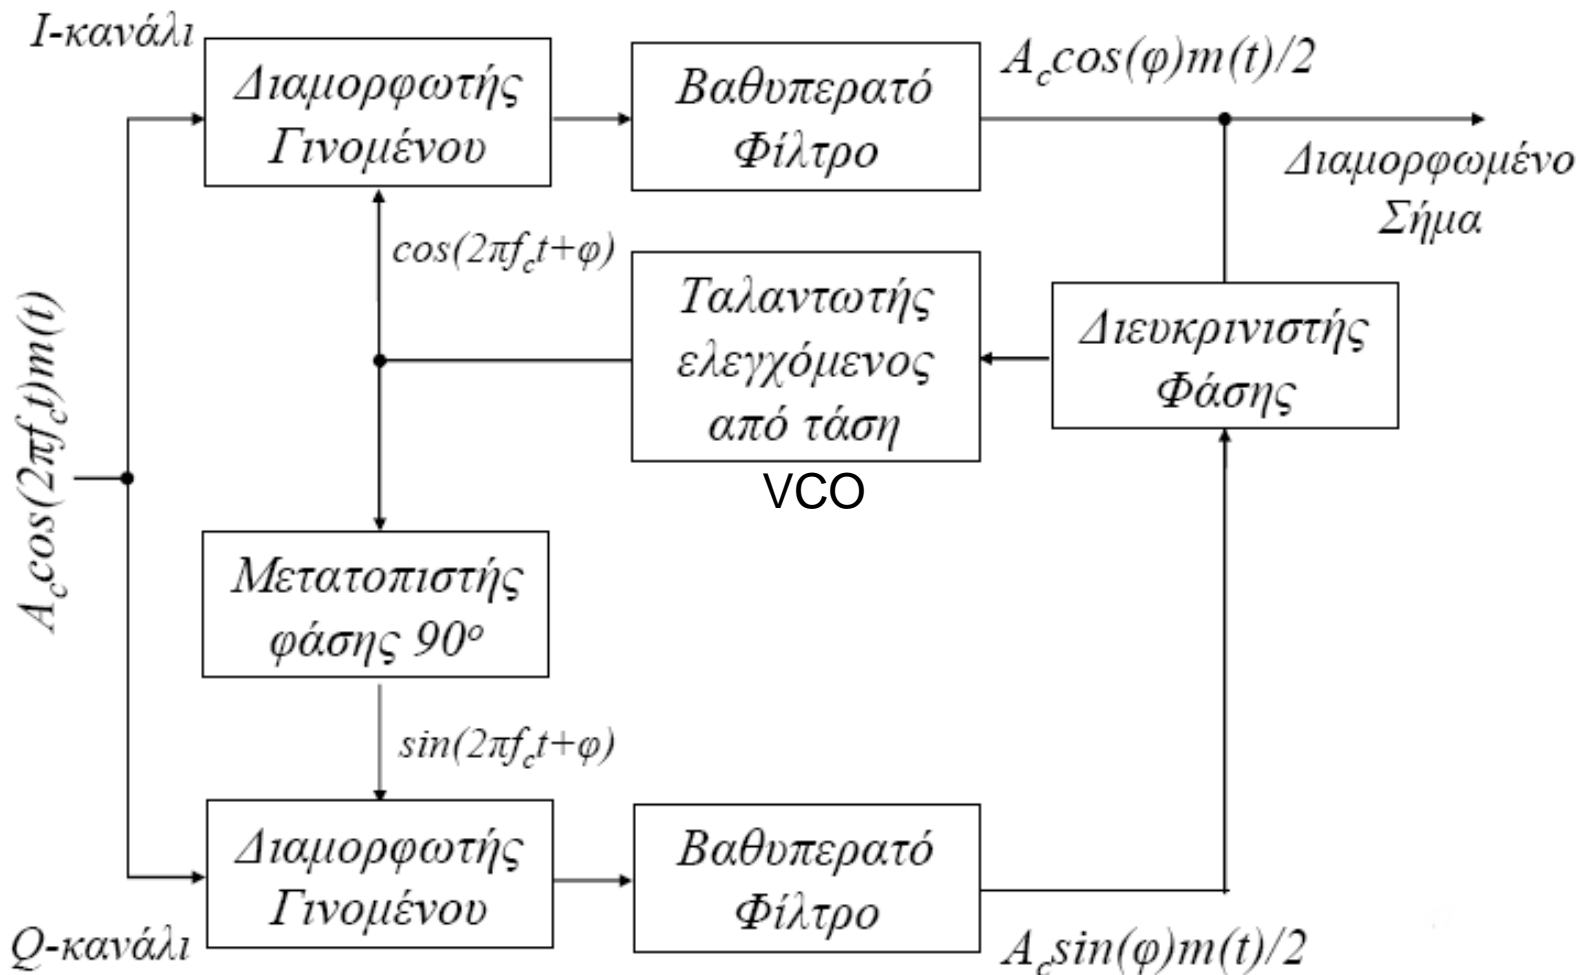 I-κανάλι
Διαμορφωτής
Γινομένου
Βαθυπερατό
Φίλτρο
A_c cos(φ)m(t)/2
Διαμορφωμένο
Σήμα
cos(2πf_c t+φ)
Ταλαντωτής
ελεγχόμενος
από τάση
VCO
Διευκρινιστής
Φάσης
A_c cos(2πf_c t)m(t)
Μετατοπιστής
φάσης 90º
sin(2πf_c t+φ)
Διαμορφωτής
Γινομένου
Βαθυπερατό
Φίλτρο
Q-κανάλι
A_c sin(φ)m(t)/2